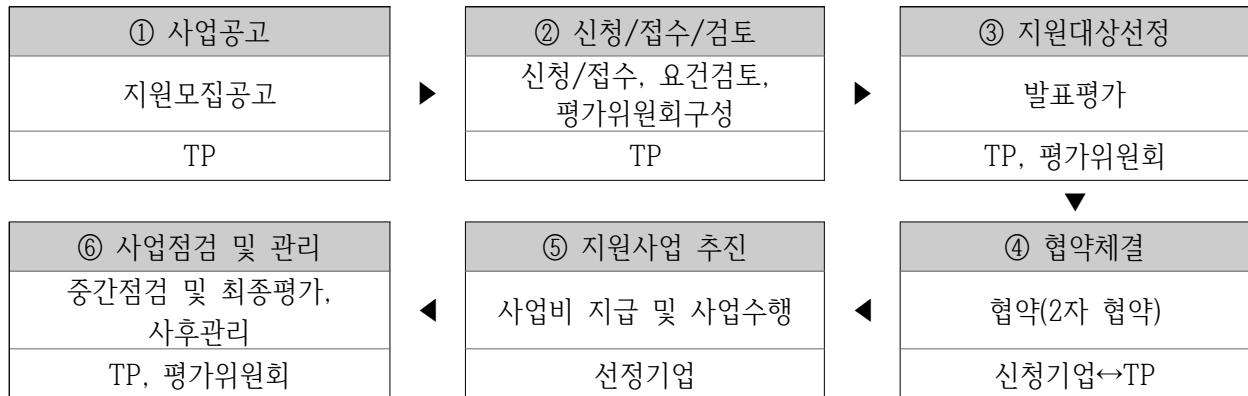 ① 사업공고
지원모집공고
TP
▶
② 신청/접수/검토
신청/접수, 요건검토,
평가위원회구성
TP
▶
③ 지원대상선정
발표평가
TP, 평가위원회
▼
④ 협약체결
협약(2자 협약)
신청기업↔TP
◀
⑤ 지원사업 추진
사업비 지급 및 사업수행
선정기업
◀
⑥ 사업점검 및 관리
중간점검 및 최종평가,
사후관리
TP, 평가위원회